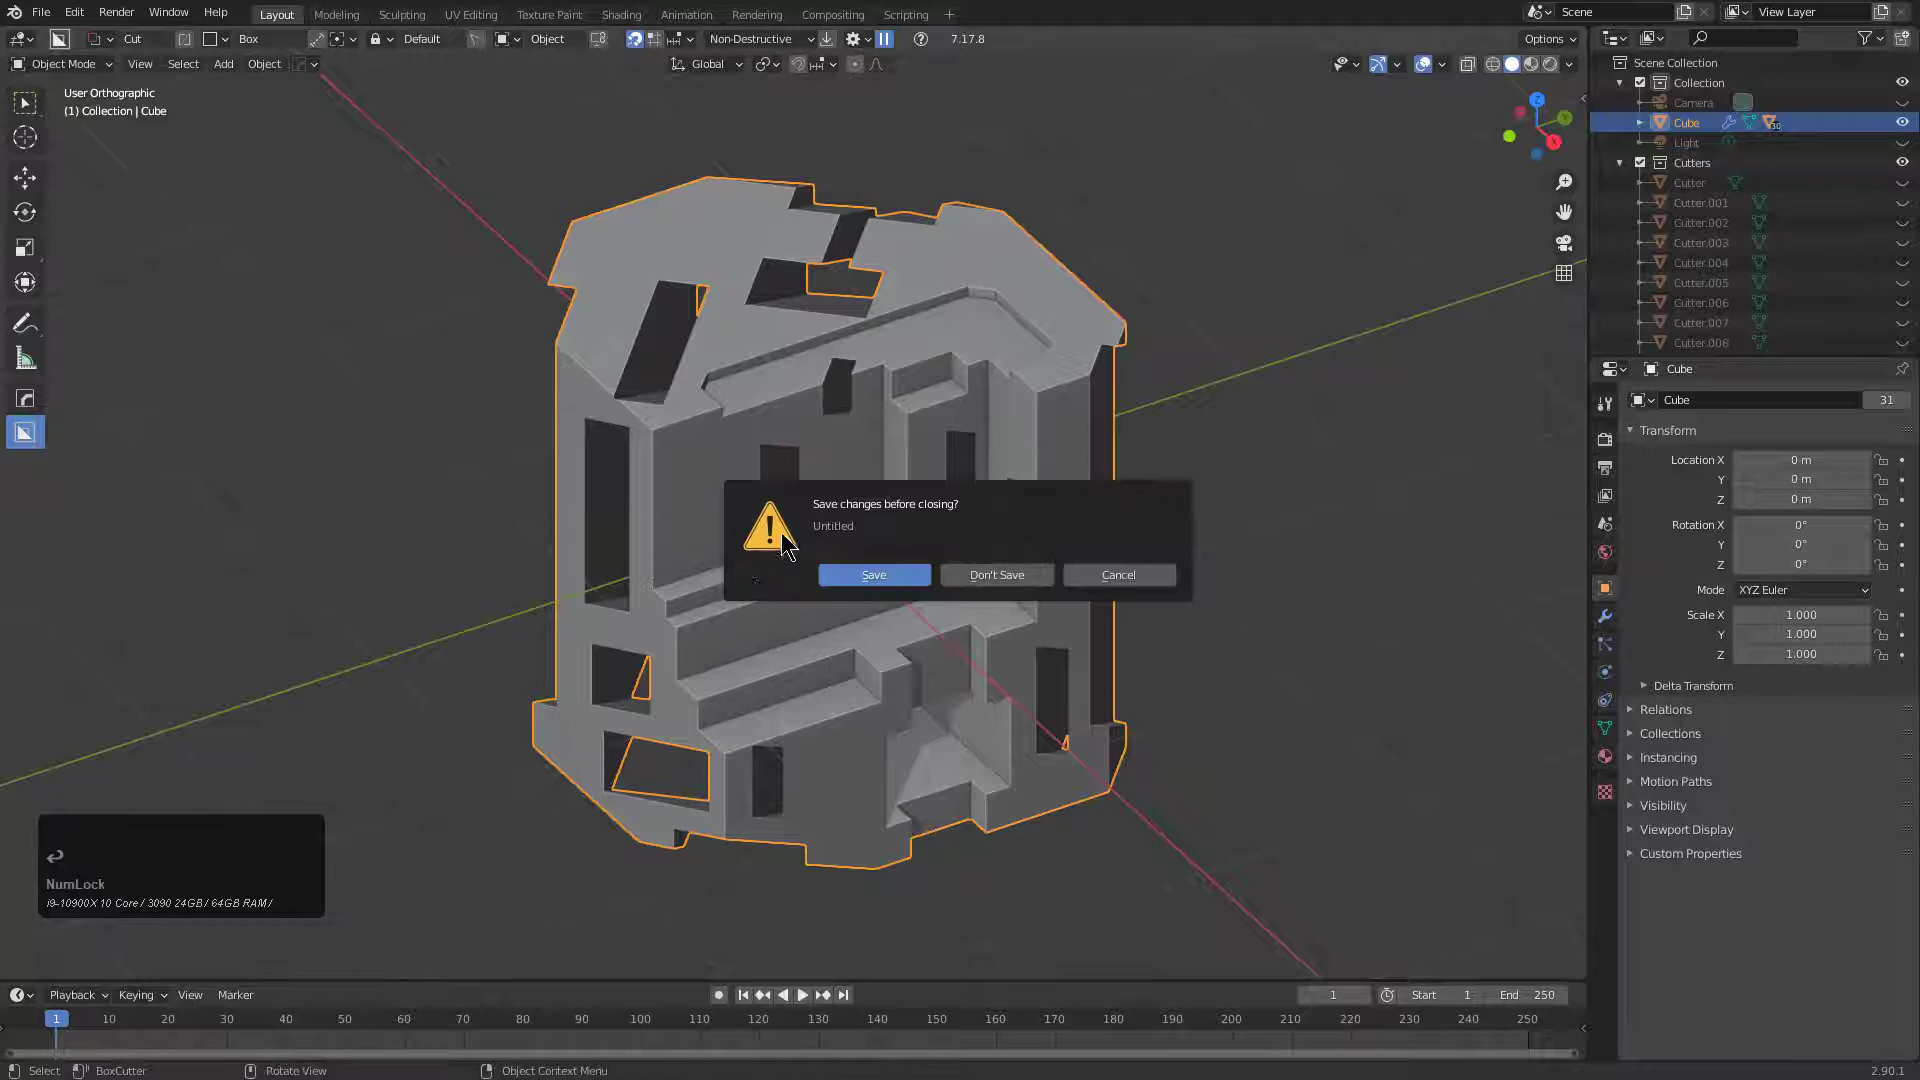 File Edit Render Window Help Layout Modeling Sculpting UV Editing Texture Paint Shading Animation Rendering Compositing Scripting + Scene View Layer
Cut Box Default Object Non-Destructive 7.17.8 Options
Object Mode View Select Add Object Global
User Orthographic
(1) Collection | Cube
Scene Collection
Collection
Camera
Cube 30
Light
Cutters
Cutter
Cutter.001
Cutter.002
Cutter.003
Cutter.004
Cutter.005
Cutter.006
Cutter.007
Cutter.008
Cube
Cube 31
Transform
Location X 0 m
Y 0 m
Z 0 m
Rotation X 0°
Y 0°
Z 0°
Mode XYZ Euler
Scale X 1.000
Y 1.000
Z 1.000
Delta Transform
Relations
Collections
Instancing
Motion Paths
Visibility
Viewport Display
Custom Properties
Save changes before closing?
Untitled
Save Don't Save Cancel
NumLock
i9-10900X 10 Core / 3090 24GB / 64GB RAM /
Playback Keying View Marker 1 Start 1 End 250
1 10 20 30 40 50 60 70 80 90 100 110 120 130 140 150 160 170 180 190 200 210 220 230 240 250
Select BoxCutter Rotate View Object Context Menu 2.90.1